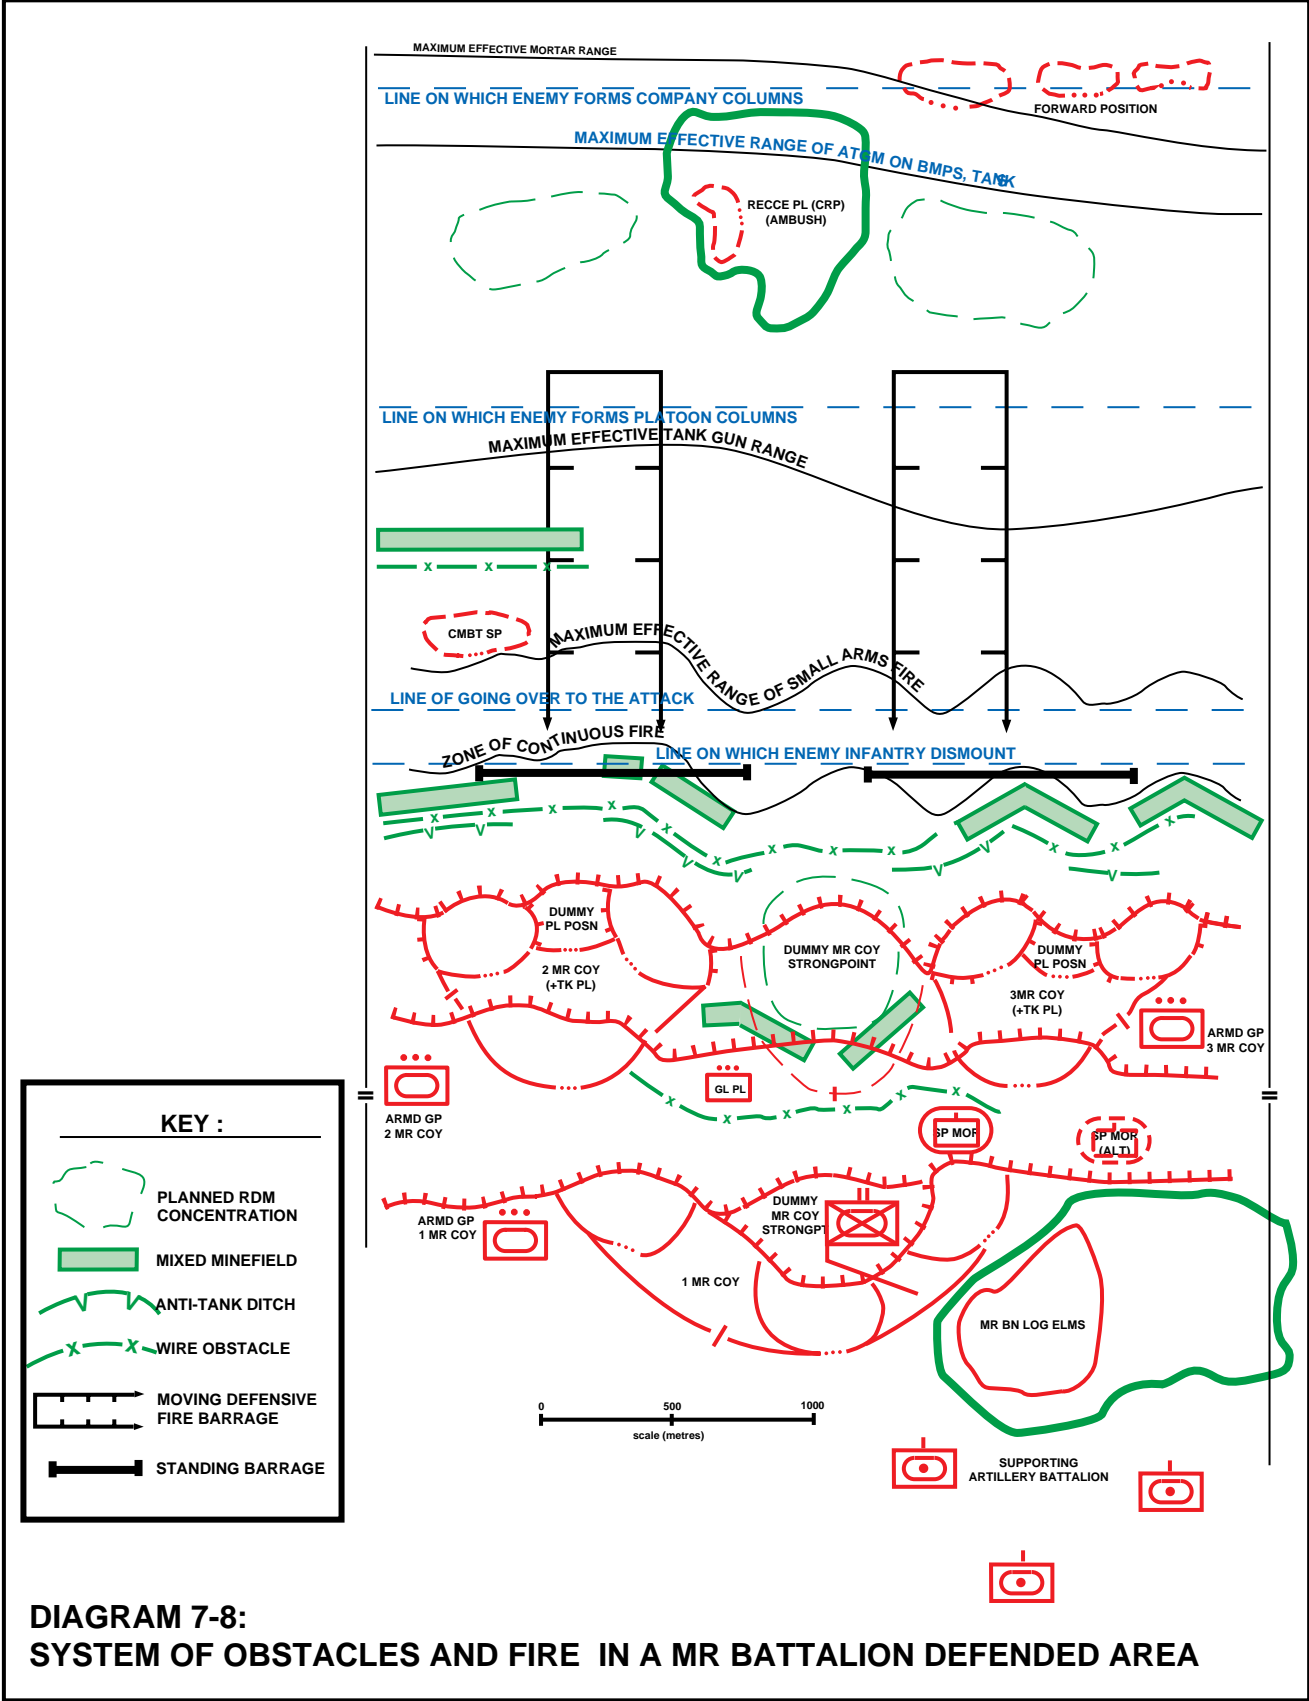 MAXIMUM EFFECTIVE MORTAR RANGE
LINE ON WHICH ENEMY FORMS COMPANY COLUMNS
FORWARD POSITION
MAXIMUM EFFECTIVE RANGE OF ATGM ON BMPS, TANK
RECCE PL (CRP)
(AMBUSH)
LINE ON WHICH ENEMY FORMS PLATOON COLUMNS
MAXIMUM EFFECTIVE TANK GUN RANGE
x x x
CMBT SP
MAXIMUM EFFECTIVE RANGE OF SMALL ARMS FIRE
LINE OF GOING OVER TO THE ATTACK
ZONE OF CONTINUOUS FIRE
LINE ON WHICH ENEMY INFANTRY DISMOUNT
DUMMY
PL POSN
2 MR COY
(+TK PL)
DUMMY MR COY
STRONGPOINT
DUMMY
PL POSN
3MR COY
(+TK PL)
ARMD GP
3 MR COY
GL PL
ARMD GP
2 MR COY
SP MOR
SP MOR
(ALT)
ARMD GP
1 MR COY
DUMMY
MR COY
STRONGPT
1 MR COY
MR BN LOG ELMS
0 500 1000
scale (metres)
SUPPORTING
ARTILLERY BATTALION
KEY :
PLANNED RDM
CONCENTRATION
MIXED MINEFIELD
ANTI-TANK DITCH
WIRE OBSTACLE
MOVING DEFENSIVE
FIRE BARRAGE
STANDING BARRAGE
DIAGRAM 7-8:
SYSTEM OF OBSTACLES AND FIRE IN A MR BATTALION DEFENDED AREA